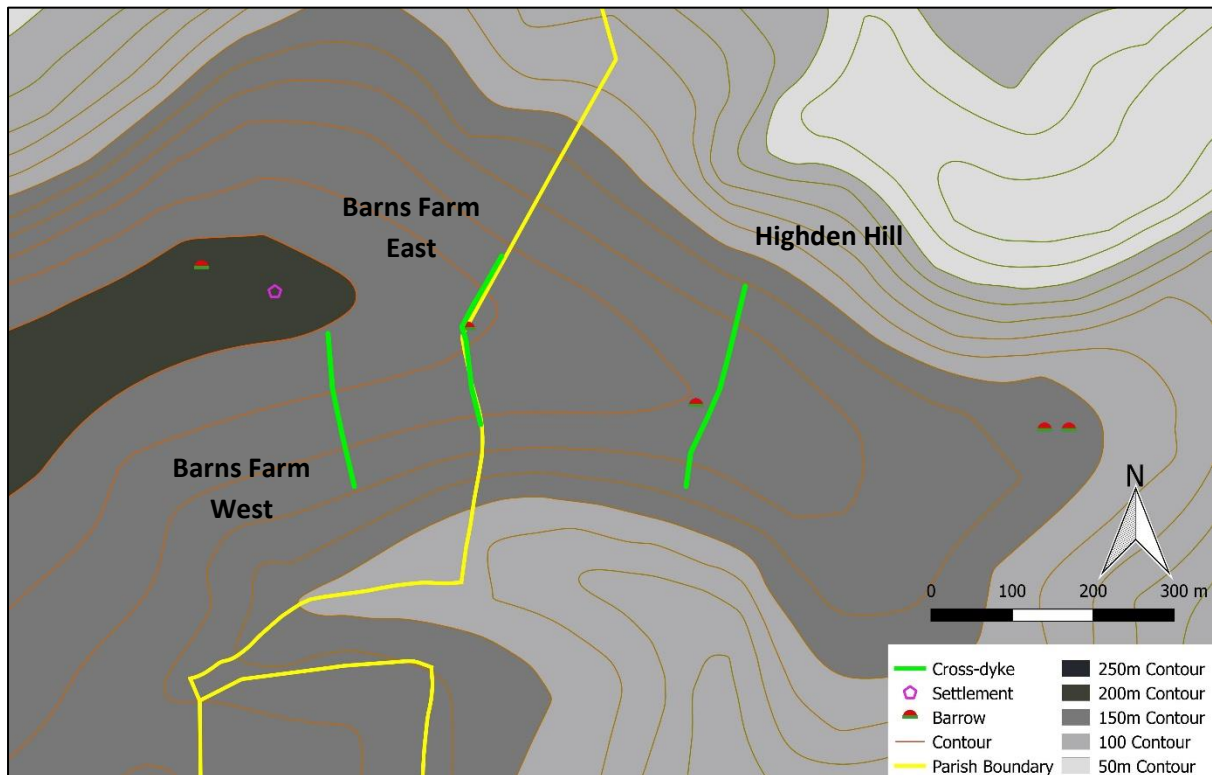 Barns Farm
East
Highden Hill
Barns Farm
West
N
0 100 200 300 m
Cross-dyke
Settlement
Barrow
Contour
Parish Boundary
250m Contour
200m Contour
150m Contour
100 Contour
50m Contour